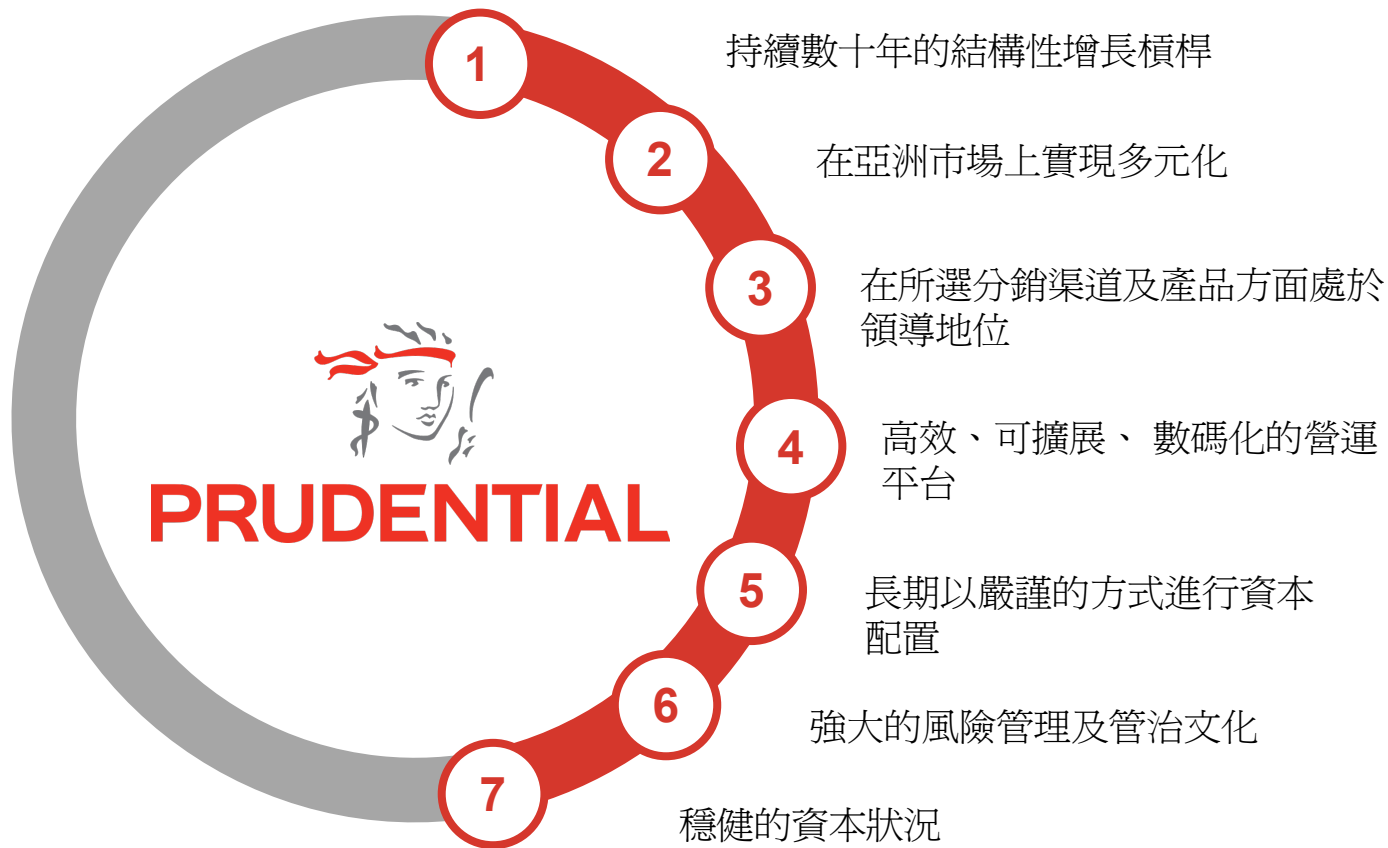 1
持續數十年的結構性增長槓桿
2
在亞洲市場上實現多元化
3
在所選分銷渠道及產品方面處於
領導地位
4
高效、可擴展、 數碼化的營運
平台
PRUDENTIAL
5
長期以嚴謹的方式進行資本
配置
6
強大的風險管理及管治文化
7
穩健的資本狀況